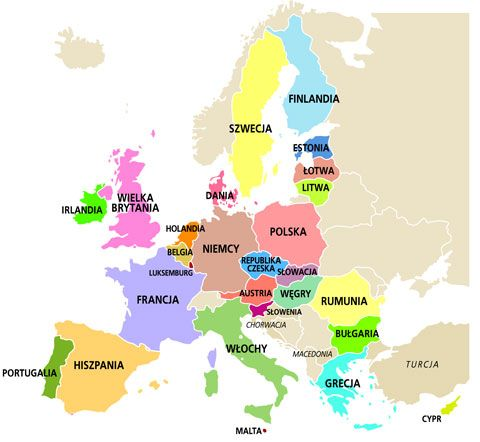 FINLANDIA
SZWECJA
ESTONIA
ŁOTWA
DANIA
LITWA
WIELKA
BRYTANIA
IRLANDIA
HOLANDIA
POLSKA
BELGIA
NIEMCY
REPUBLIKA
CZESKA
LUKSEMBURG
SŁOWACJA
AUSTRIA
WĘGRY
FRANCJA
RUMUNIA
SŁOWENIA
CHORWACJA
BUŁGARIA
WŁOCHY
MACEDONIA
HISZPANIA
TURCJA
PORTUGALIA
GRECJA
CYPR
MALTA